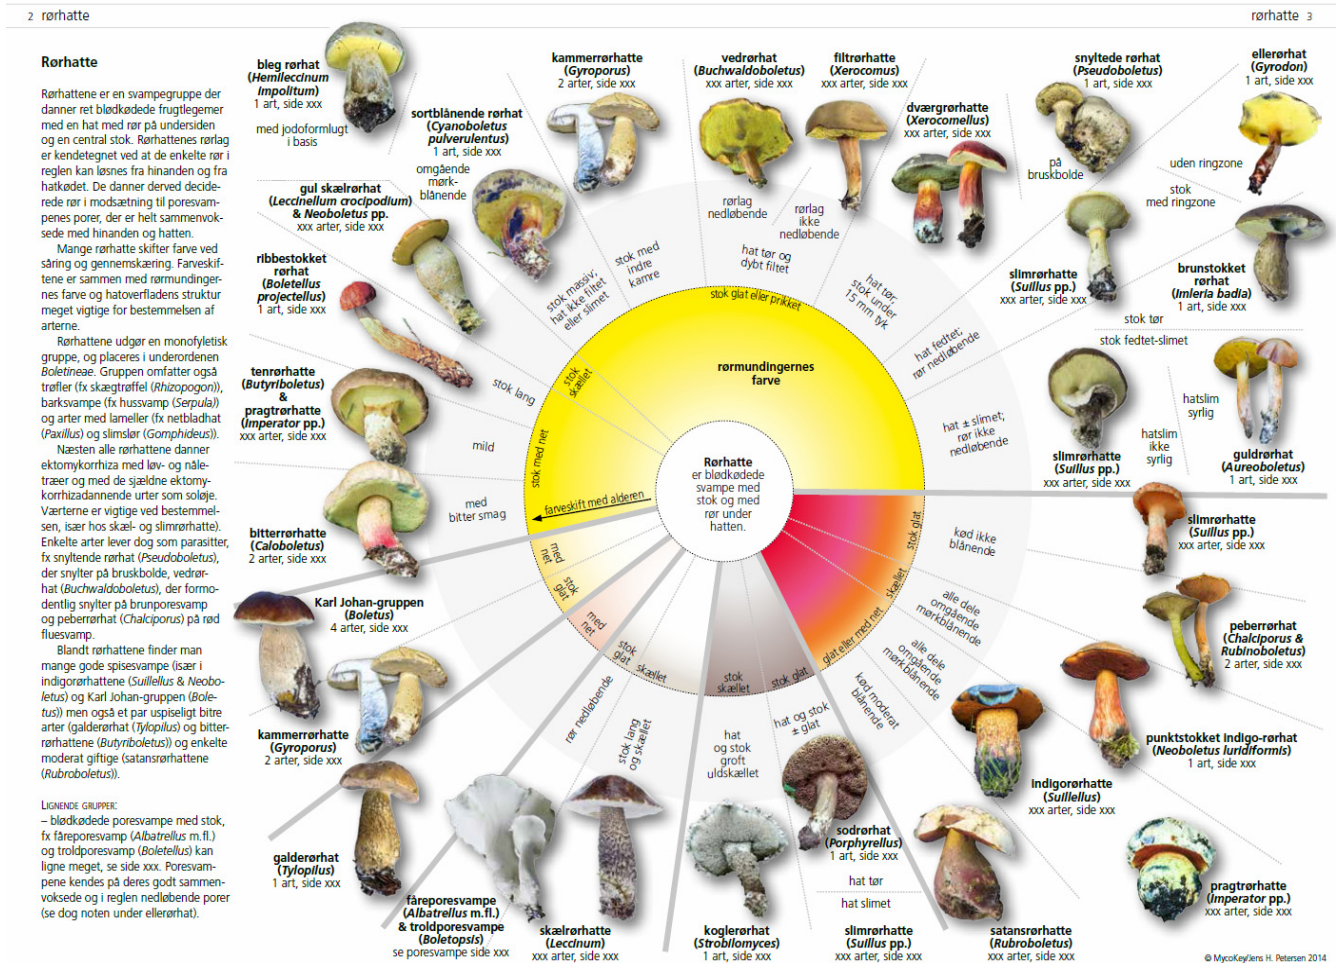 2 rørhatte
rørhatte 3
Rørhatte
Rørhattene er en svampegruppe der
danner ret blødkødede frugtlegemer
med en hat med rør på undersiden
og en central stok. Rørhattenes rørlag
er kendetegnet ved at de enkelte rør i
reglen kan løsnes fra hinanden og fra
hatkødet. De danner derved decide-
rede rør i modsætning til poresvam-
penes porer, der er helt sammenvok-
sede med hinanden og hatten.
Mange rørhatte skifter farve ved
såring og gennemskæring. Farveskif-
tene er sammen med rørmundinger-
nes farve og hatoverfladens struktur
meget vigtige for bestemmelsen af
arterne.
Rørhattene udgør en monofyletisk
gruppe, og placeres i underordenen
Boletineae. Gruppen omfatter også
trøfler (fx skægtrøffel (Rhizopogon)),
barksvampe (fx hussvamp (Serpula))
og arter med lameller (fx netbladhat
(Paxillus) og slimslør (Gomphideus)).
Næsten alle rørhattene danner
ektomykorrhiza med løv- og nåle-
træer og med de sjældne ektomy-
korrhizadannende urter som soløje.
Værterne er vigtige ved bestemmel-
sen, især hos skæl- og slimrørhatte).
Enkelte arter lever dog som parasitter,
fx snyltende rørhat (Pseudoboletus),
der snylter på bruskbolde, vedrør-
hat (Buchwaldoboletus), der formo-
dentlig snylter på brunporesvamp
og peberrørhat (Chalciporus) på rød
fluesvamp.
Blandt rørhattene finder man
mange gode spisesvampe (især i
indigorørhattene (Suillellus & Neobo-
letus) og Karl Johan-gruppen (Bole-
tus)) men også et par uspiseligt bitre
arter (galderørhat (Tylopilus) og bitter-
rørhattene (Butyriboletus)) og enkelte
moderat giftige (satansrørhattene
(Rubroboletus)).
LIGNENDE GRUPPER:
– blødkødede poresvampe med stok,
fx fåreporesvamp (Albatrellus m.fl.)
og troldporesvamp (Boletellus) kan
ligne meget, se side xxx. Poresvam-
pene kendes på deres godt sammen-
voksede og i reglen nedløbende porer
(se dog noten under ellerørhat).
bleg rørhat
(Hemileccinum
Impolitum)
1 art, side xxx
med jodoformlugt
i basis
sortblånende rørhat
(Cyanoboletus
pulverulentus)
1 art, side xxx
omgående
mørk-
blånende
kammerrørhatte
(Gyroporus)
2 arter, side xxx
vedrørhat
(Buchwaldoboletus)
xxx arter, side xxx
filtrørhatte
(Xerocomus)
xxx arter, side xxx
dværgrørhatte
(Xerocomellus)
xxx arter, side xxx
snyltede rørhat
(Pseudoboletus)
1 art, side xxx
på
bruskbolde
ellerørhat
(Gyrodon)
1 art, side xxx
uden ringzone
stok
med ringzone
slimrørhatte
(Suillus pp.)
xxx arter, side xxx
brunstokket
rørhat
(Imleria badia)
1 art, side xxx
stok tør
stok fedtet-slimet
hatslim
syrlig
hatslim
ikke
syrlig
slimrørhatte
(Suillus pp.)
xxx arter, side xxx
guldrørhat
(Aureoboletus)
1 art, side xxx
gul skælrørhat
(Leccinellum crocipodium)
& Neoboletus pp.
xxx arter, side xxx
ribbestokket
rørhat
(Boletellus
projectellus)
1 art, side xxx
tenrørhatte
(Butyriboletus)
&
pragtrørhatte
(Imperator pp.)
xxx arter, side xxx
bitterrørhatte
(Caloboletus)
2 arter, side xxx
Karl Johan-gruppen
(Boletus)
4 arter, side xxx
kammerrørhatte
(Gyroporus)
2 arter, side xxx
galderørhat
(Tylopilus)
1 art, side xxx
fåreporesvampe
(Albatrellus m.fl.)
& troldporesvampe
(Boletopsis)
se poresvampe side xxx
skælrørhatte
(Leccinum)
xxx arter, side xxx
koglerørhat
(Strobilomyces)
1 art, side xxx
sodrørhat
(Porphyrellus)
1 art, side xxx
hat tør
hat slimet
slimrørhatte
(Suillus pp.)
xxx arter, side xxx
satansrørhatte
(Rubroboletus)
xxx arter, side xxx
indigorørhatte
(Suillellus)
xxx arter, side xxx
pragtrørhatte
(Imperator pp.)
xxx arter, side xxx
punktstokket indigo-rørhat
(Neoboletus luridiformis)
1 art, side xxx
peberrørhat
(Chalciporus &
Rubinoboletus)
2 arter, side xxx
slimrørhatte
(Suillus pp.)
xxx arter, side xxx
rørlag
nedløbende
rørlag
ikke
nedløbende
hat tør og
dybt filtet
hat tør;
stok under
15 mm tyk
hat fedtet;
rør nedløbende
hat ± slimet;
rør ikke
nedløbende
stok med
indre
kamre
stok massiv;
hat ikke filtet
eller slimet
stok lang
mild
med
bitter smag
stok glat eller prikket
stok
skællet
stok med net
rørmundingernes
farve
farveskift med alderen
Rørhatte
er blødkødede
svampe med
stok og med
rør under
hatten.
med
net
stok
glat
med
net
stok
glat
skællet
stok
skællet
stok glat
glat eller med net
skællet
stok glat
kød ikke
blånende
alle dele
omgående
mørkblånende
alle dele
omgående
mørkblånende
kød moderat
blånende
hat og stok
± glat
hat
og stok
groft
uldskællet
stok lang
og skællet
rør nedløbende
© MycoKey/Jens H. Petersen 2014